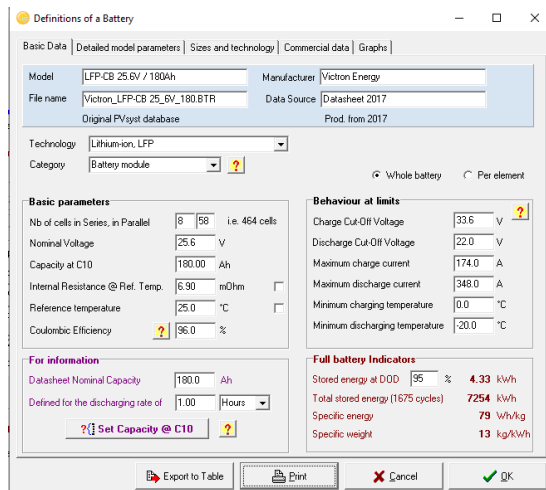 Definitions of a Battery
Basic Data Detailed model parameters Sizes and technology Commercial data Graphs
Model LFP-CB 25.6V / 180Ah Manufacturer Victron Energy
File name Victron_LFP-CB 25_6V_180.BTR Data Source Datasheet 2017
Original PVsyst database Prod. from 2017
Technology Lithium-ion, LFP
Category Battery module ?
Whole battery Per element
Basic parameters
Nb of cells in Series, in Parallel 8 58 i.e. 464 cells
Nominal Voltage 25.6 V
Capacity at C10 180.00 Ah
Internal Resistance @ Ref. Temp. 6.90 mOhm
Reference temperature 25.0 °C
Coulombic Efficiency ? 96.0 %
Behaviour at limits
?
Charge Cut-Off Voltage 33.6 V
Discharge Cut-Off Voltage 22.0 V
Maximum charge current 174.0 A
Maximum discharge current 348.0 A
Minimum charging temperature 0.0 °C
Minimum discharging temperature -20.0 °C
For information
Datasheet Nominal Capacity 180.0 Ah
Defined for the discharging rate of 1.00 Hours
?{] Set Capacity @ C10 ?
Full battery Indicators
Stored energy at DOD 95 % 4.33 kWh
Total stored energy (1675 cycles) 7254 kWh
Specific energy 79 Wh/kg
Specific weight 13 kg/kWh
Export to Table Print Cancel OK